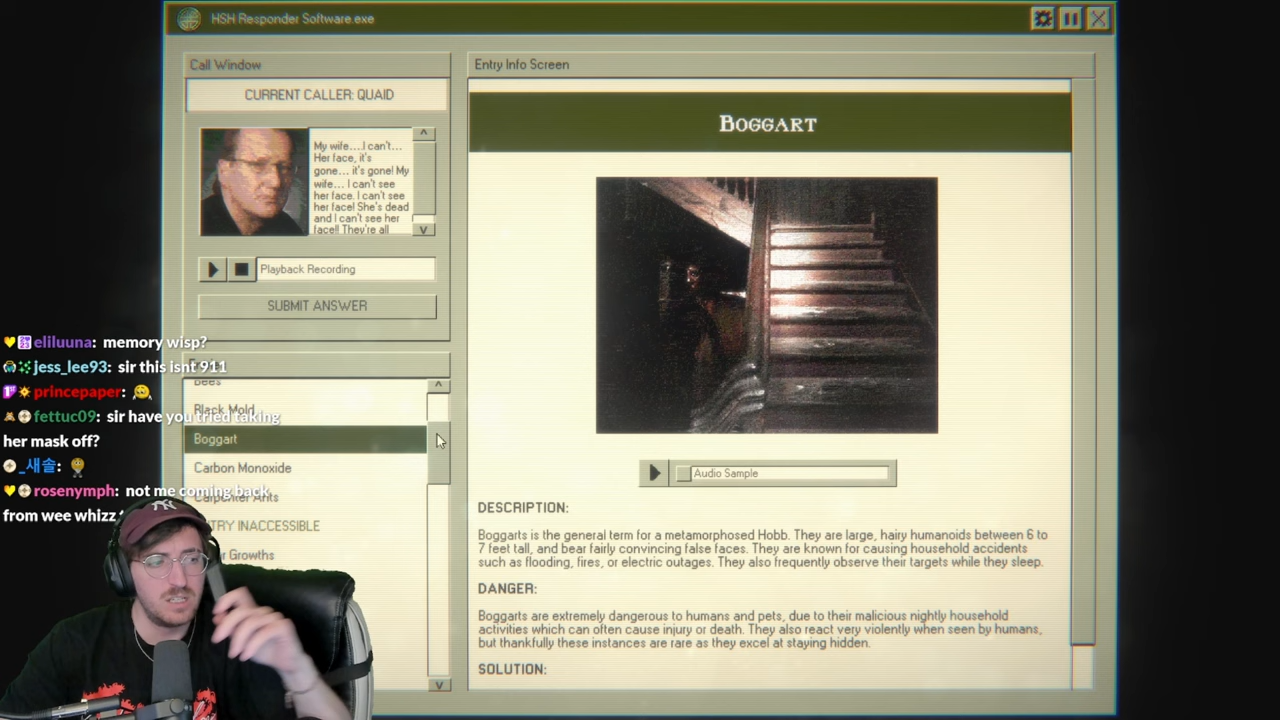 HSH Responder Software.exe
Call Window
CURRENT CALLER: QUAID
My wife....I can't...
Her face, it's
gone... it's gone! My
wife... I can't see
her face. I can't see
her face! She's dead
and I can't see her
face!! They're all
Playback Recording
SUBMIT ANSWER
Bees
Black Mold
Boggart
Carbon Monoxide
Carpenter Ants
TRY INACCESSIBLE
Growths
eliluuna: memory wisp?
jess_lee93: sir this isnt 911
princepaper:
fettuc09: sir have you tried taking
her mask off?
_새솔:
rosenymph: not me coming back
from wee whizz
Entry Info Screen
BOGGART
Audio Sample
DESCRIPTION:
Boggarts is the general term for a metamorphosed Hobb. They are large, hairy humanoids between 6 to
7 feet tall, and bear fairly convincing false faces. They are known for causing household accidents
such as flooding, fires, or electric outages. They also frequently observe their targets while they sleep.
DANGER:
Boggarts are extremely dangerous to humans and pets, due to their malicious nightly household
activities which can often cause injury or death. They also react very violently when seen by humans,
but thankfully these instances are rare as they excel at staying hidden.
SOLUTION: